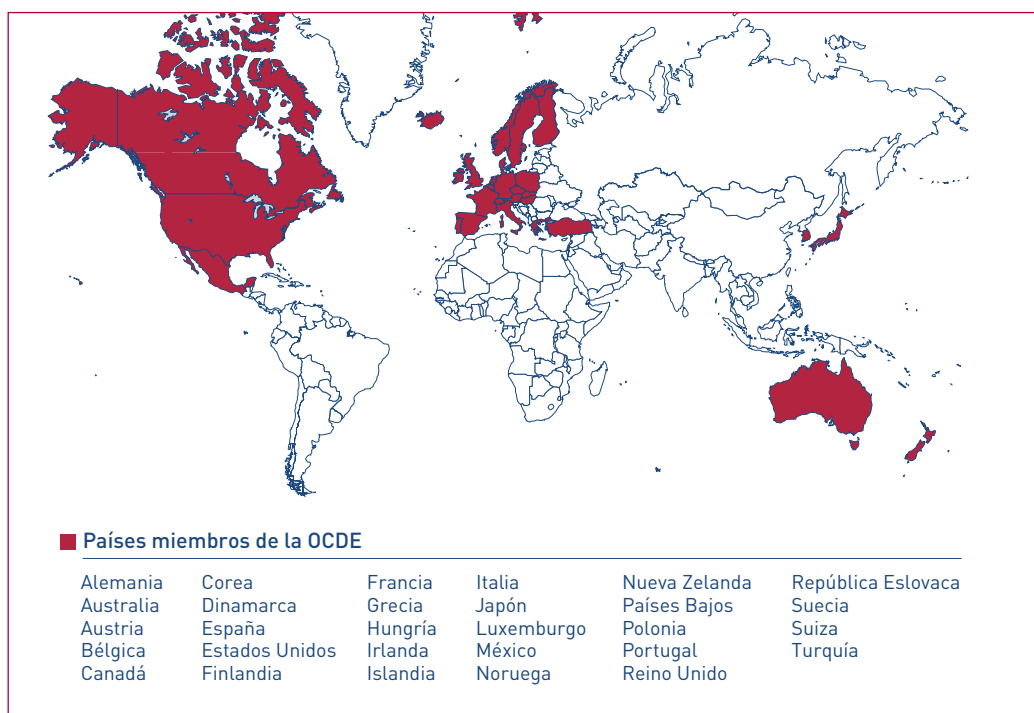 Países miembros de la OCDE
Alemania
Australia
Austria
Bélgica
Canadá
Corea
Dinamarca
España
Estados Unidos
Finlandia
Francia
Grecia
Hungría
Irlanda
Islandia
Italia
Japón
Luxemburgo
México
Noruega
Nueva Zelanda
Países Bajos
Polonia
Portugal
Reino Unido
República Eslovaca
Suecia
Suiza
Turquía